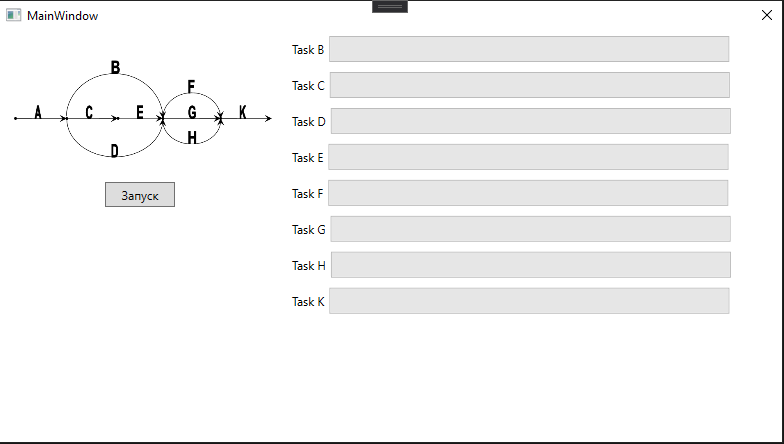 MainWindow
B
F
A
C
E
G
K
D
H
Запуск
Task B
Task C
Task D
Task E
Task F
Task G
Task H
Task K